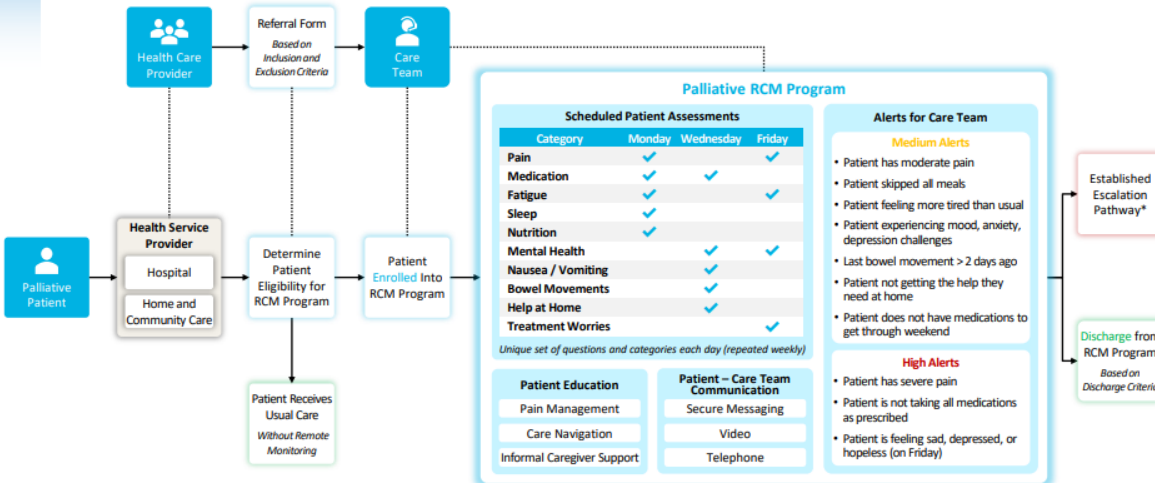 Health Care
Provider
Referral Form
Based on
Inclusion and
Exclusion Criteria
Care
Team
Palliative
Patient
Health Service
Provider
Hospital
Home and
Community Care
Determine
Patient
Eligibility for
RCM Program
Patient
Enrolled Into
RCM Program
Patient Receives
Usual Care
Without Remote
Monitoring
Palliative RCM Program
Scheduled Patient Assessments
Category Monday Wednesday Friday
Pain ✓ ✓
Medication ✓ ✓
Fatigue ✓ ✓
Sleep ✓
Nutrition ✓
Mental Health ✓ ✓
Nausea / Vomiting ✓
Bowel Movements ✓
Help at Home ✓
Treatment Worries ✓
Unique set of questions and categories each day (repeated weekly)
Patient Education
Pain Management
Care Navigation
Informal Caregiver Support
Patient – Care Team
Communication
Secure Messaging
Video
Telephone
Alerts for Care Team
Medium Alerts
• Patient has moderate pain
• Patient skipped all meals
• Patient feeling more tired than usual
• Patient experiencing mood, anxiety,
depression challenges
• Last bowel movement > 2 days ago
• Patient not getting the help they
need at home
• Patient does not have medications to
get through weekend
High Alerts
• Patient has severe pain
• Patient is not taking all medications
as prescribed
• Patient is feeling sad, depressed, or
hopeless (on Friday)
Established
Escalation
Pathway*
Discharge from
RCM Program
Based on
Discharge Criteria